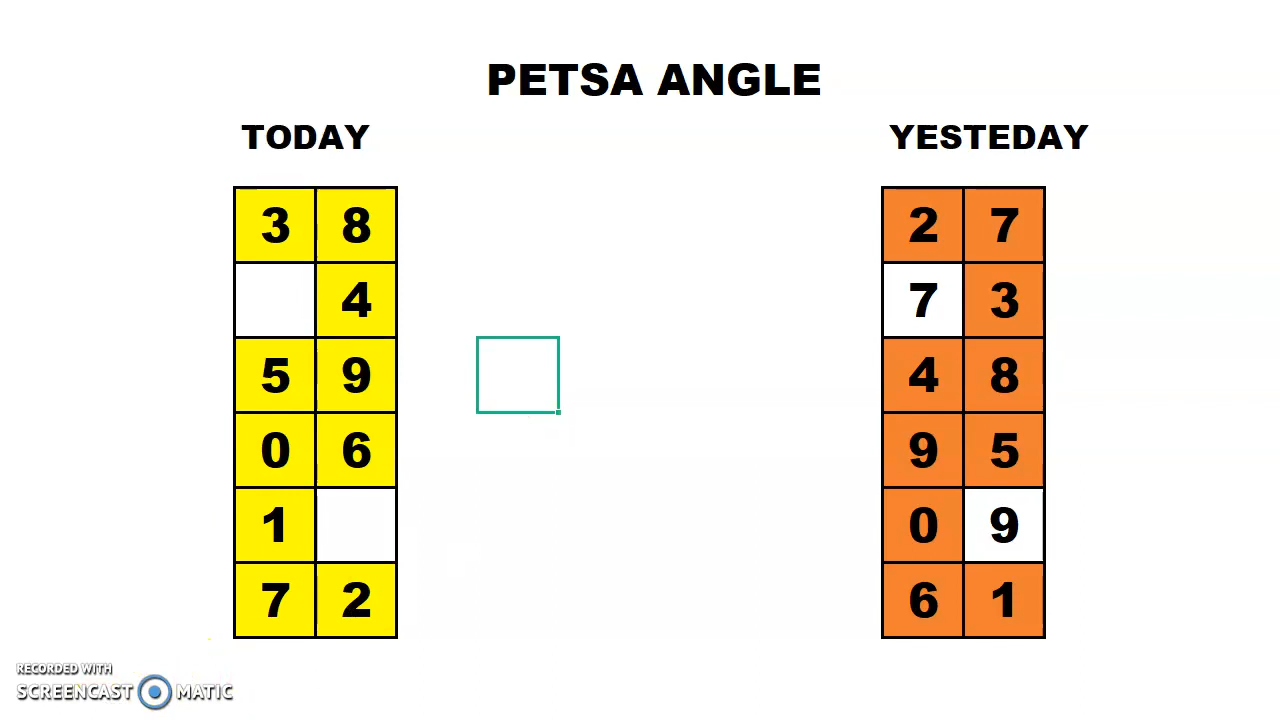 PETSA ANGLE
TODAY YESTEDAY
3 8 2 7
4 7 3
5 9 4 8
0 6 9 5
1 0 9
7 2 6 1
RECORDED WITH
SCREENCAST MATIC